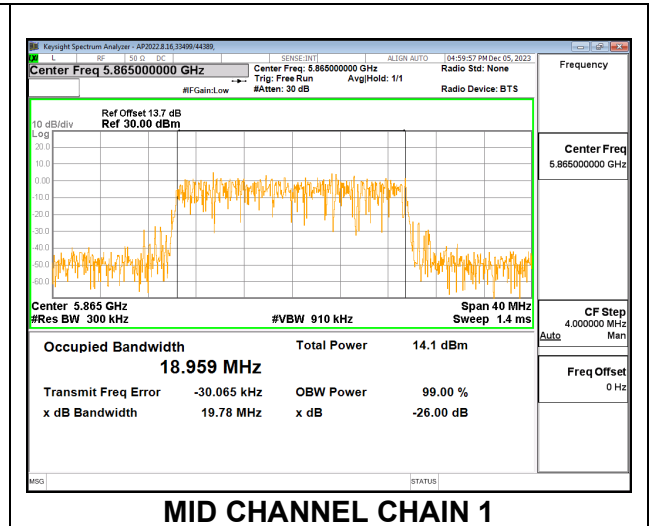 Keysight Spectrum Analyzer - AP2022.8.16,33499/44389,
L RF 50 Ω DC SENSE:INT ALIGN AUTO 04:59:57 PM Dec 05, 2023
Center Freq 5.865000000 GHz
Center Freq: 5.865000000 GHz Radio Std: None
Trig: Free Run Avg|Hold: 1/1
#IFGain:Low #Atten: 30 dB Radio Device: BTS
Ref Offset 13.7 dB
10 dB/div Ref 30.00 dBm
Log
20.0
10.0
0.00
-10.0
-20.0
-30.0
-40.0
-50.0
-60.0
Center 5.865 GHz Span 40 MHz
#Res BW 300 kHz #VBW 910 kHz Sweep 1.4 ms
Occupied Bandwidth Total Power 14.1 dBm
18.959 MHz
Transmit Freq Error -30.065 kHz OBW Power 99.00 %
x dB Bandwidth 19.78 MHz x dB -26.00 dB
MSG STATUS
Frequency
Center Freq
5.865000000 GHz
CF Step
4.000000 MHz
Auto Man
Freq Offset
0 Hz
MID CHANNEL CHAIN 1